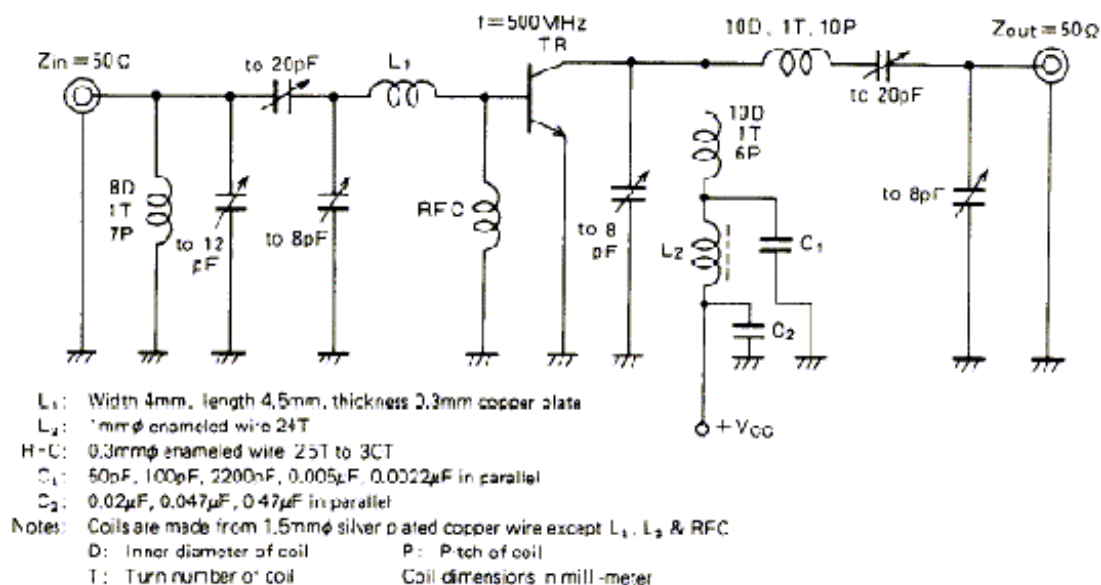 f=500MHz
TR
10D, 1T, 10P
Zout=50Ω
Zin=50Ω
to 20pF
L1
to 20pF
10D
1T
6P
8D
1T
7P
to 12
pF
to 8pF
RFC
to 8
pF
L2
C1
to 8pF
C2
+VCC
L1: Width 4mm, length 4.5mm, thickness 0.3mm copper plate
L2: 1mmφ enameled wire 24T
RFC: 0.3mmφ enameled wire 25T to 30T
C1: 50pF, 100pF, 2200pF, 0.005μF, 0.0022μF in parallel
C2: 0.02μF, 0.047μF, 0.47μF in parallel
Notes: Coils are made from 1.5mmφ silver plated copper wire except L1, L2 & RFC
D: Inner diameter of coil P: Pitch of coil
T: Turn number of coil Coil dimensions in mill-meter